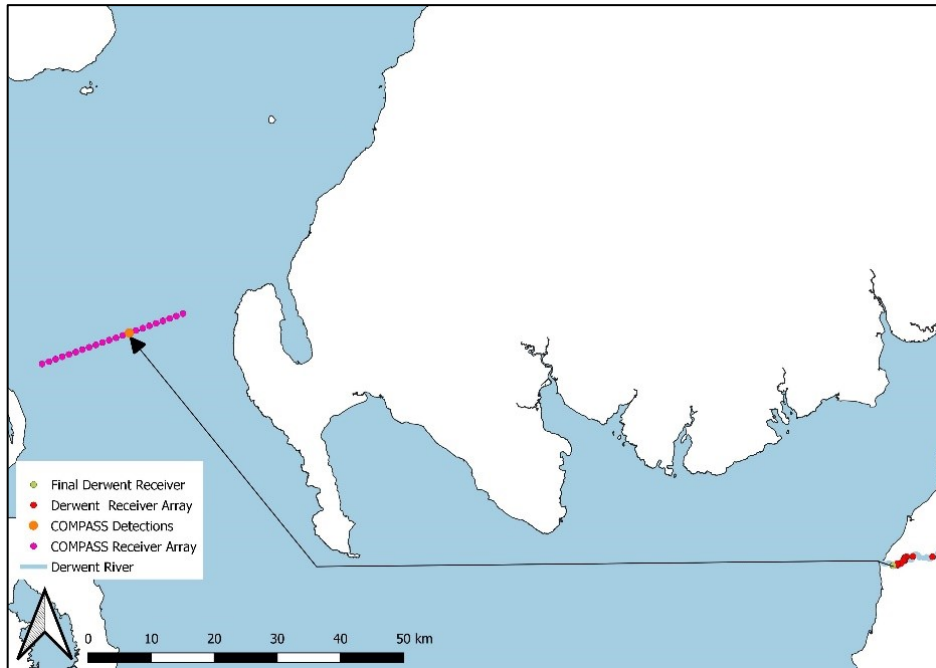 Final Derwent Receiver
Derwent Receiver Array
COMPASS Detections
COMPASS Receiver Array
Derwent River
0 10 20 30 40 50 km